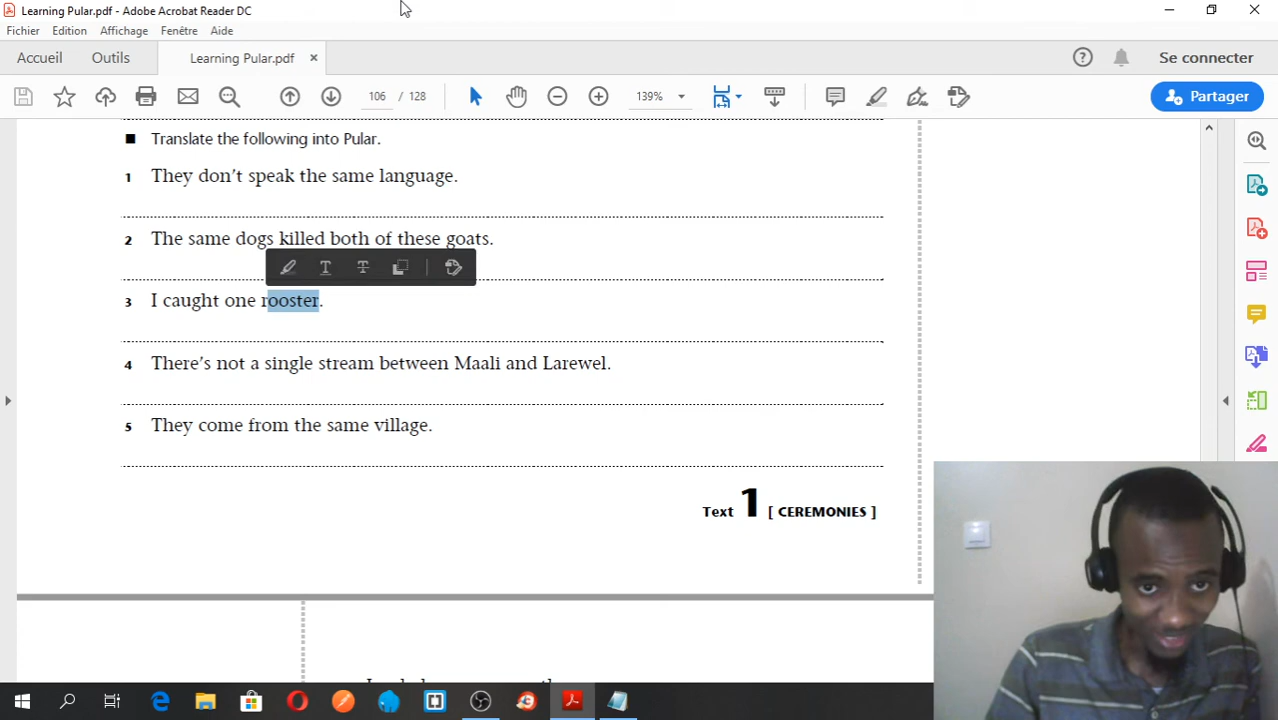 Learning Pular.pdf - Adobe Acrobat Reader DC
Fichier Edition Affichage Fenêtre Aide
Accueil Outils Learning Pular.pdf × ? Se connecter
106 / 128 139% Partager
■ Translate the following into Pular.
1 They don’t speak the same language.
2 The same dogs killed both of these goats.
3 I caught one rooster.
4 There’s not a single stream between Maali and Larewel.
5 They come from the same village.
Text 1 [ CEREMONIES ]